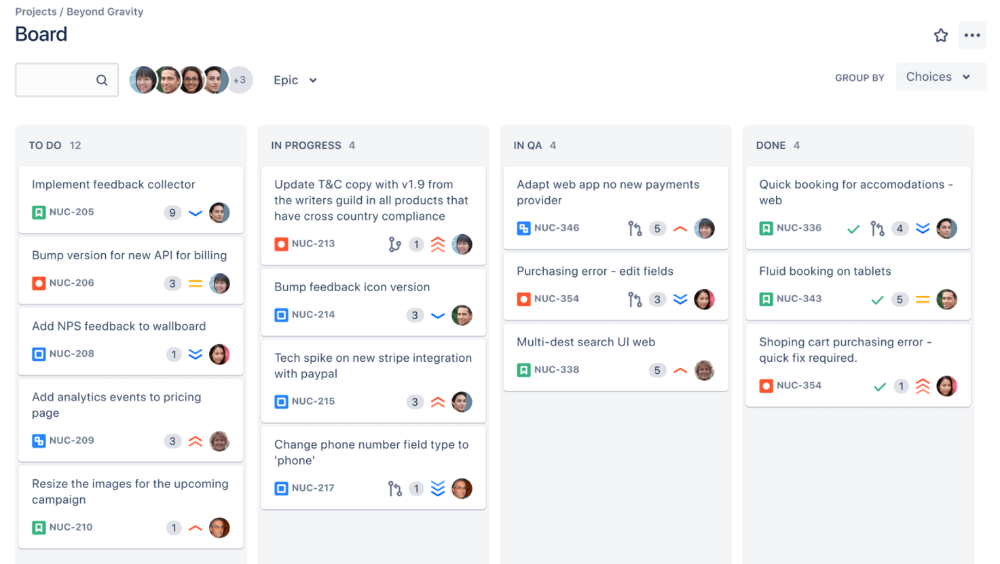 Projects / Beyond Gravity
Board
+3
Epic
GROUP BY
Choices
TO DO 12
Implement feedback collector
NUC-205
9
Bump version for new API for billing
NUC-206
3
Add NPS feedback to wallboard
NUC-208
1
Add analytics events to pricing
page
NUC-209
3
Resize the images for the upcoming
campaign
NUC-210
1
IN PROGRESS 4
Update T&C copy with v1.9 from
the writers guild in all products that
have cross country compliance
NUC-213
1
Bump feedback icon version
NUC-214
3
Tech spike on new stripe integration
with paypal
NUC-215
3
Change phone number field type to
'phone'
NUC-217
1
IN QA 4
Adapt web app no new payments
provider
NUC-346
5
Purchasing error - edit fields
NUC-354
3
Multi-dest search UI web
NUC-338
5
DONE 4
Quick booking for accomodations -
web
NUC-336
4
Fluid booking on tablets
NUC-343
5
Shoping cart purchasing error -
quick fix required.
NUC-354
1